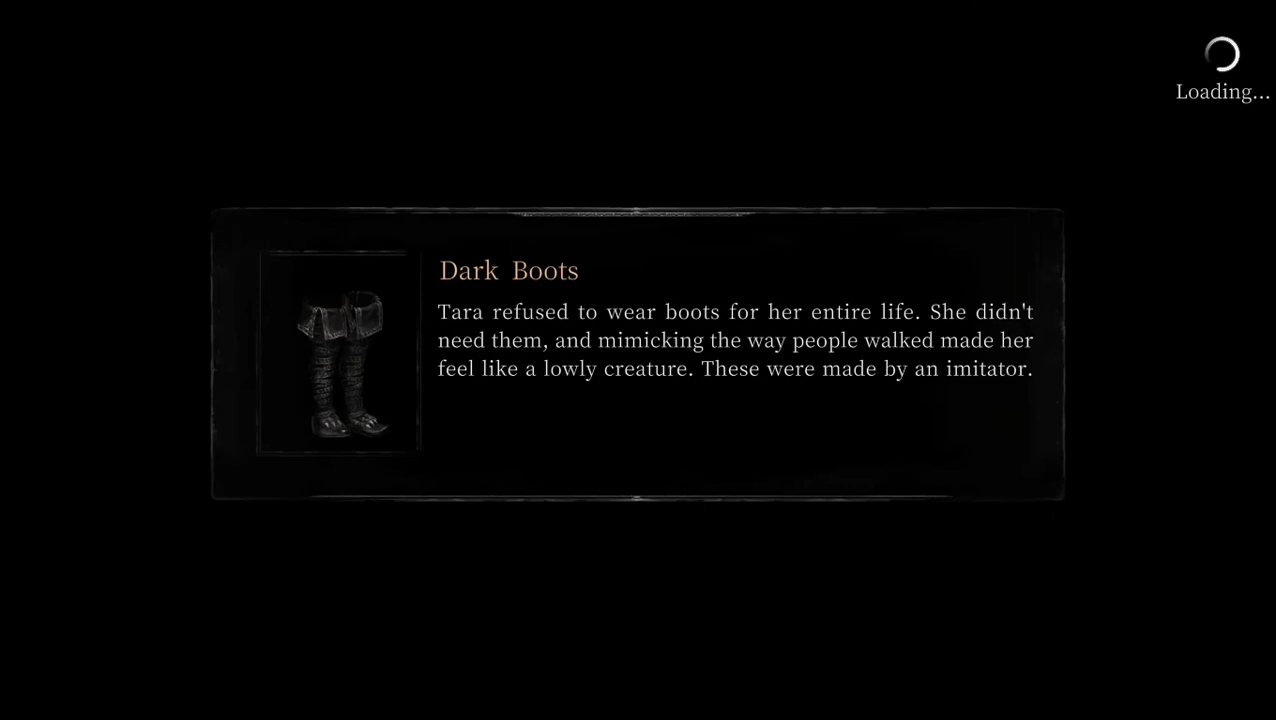 Loading...
Dark Boots
Tara refused to wear boots for her entire life. She didn't
need them, and mimicking the way people walked made her
feel like a lowly creature. These were made by an imitator.